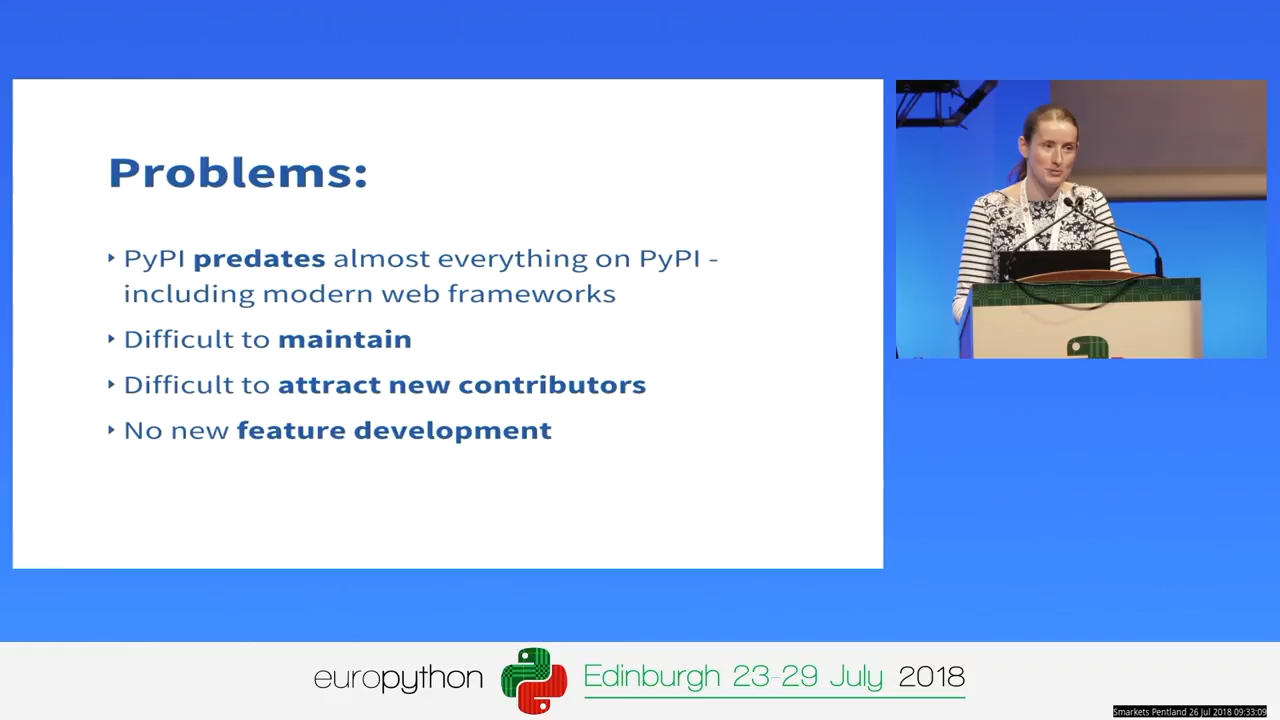 Problems:
PyPI predates almost everything on PyPI -
including modern web frameworks
Difficult to maintain
Difficult to attract new contributors
No new feature development
europython Edinburgh 23-29 July 2018
Smarkets Pentland 26 Jul 2018 09:33:09